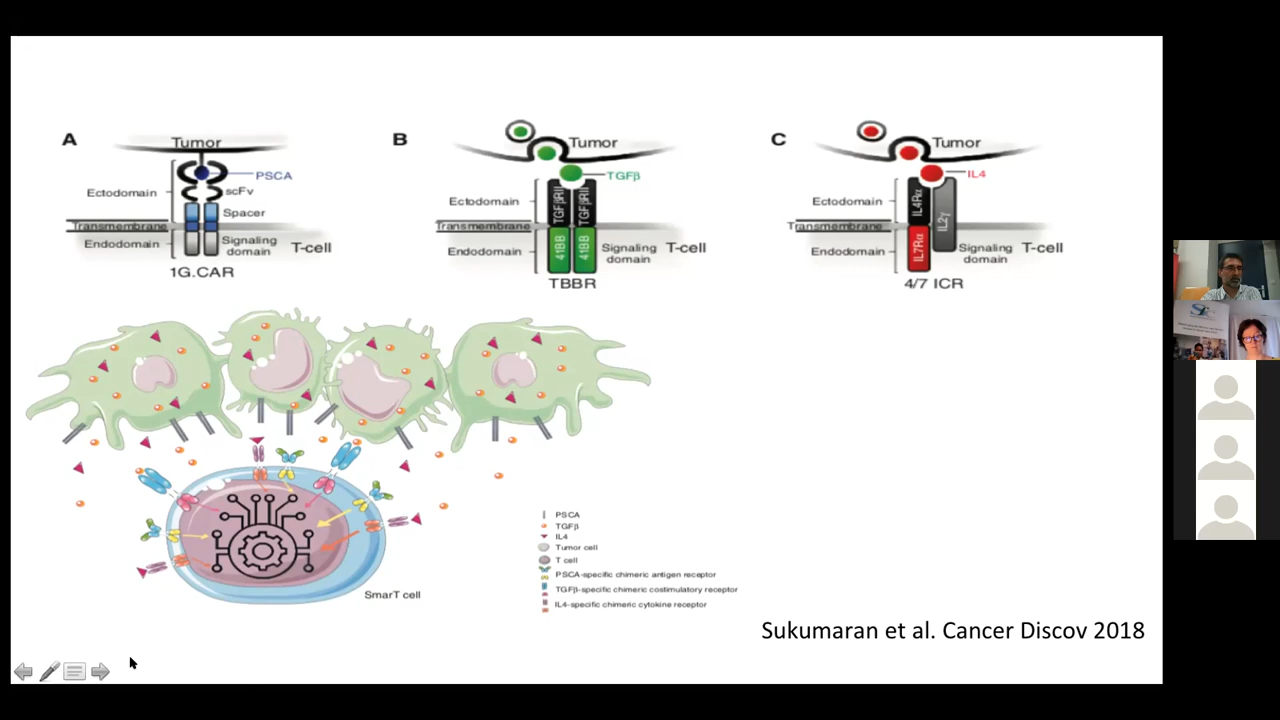 A
Tumor
PSCA
Ectodomain
scFv
Spacer
Transmembrane
Endodomain
Signaling
domain
T-cell
1G.CAR
B
Tumor
TGFβ
Ectodomain
TGFβRII
TGFβRII
Transmembrane
Endodomain
41BB
41BB
Signaling
domain
T-cell
TBBR
C
Tumor
IL4
Ectodomain
IL4Rα
IL2γ
Transmembrane
Endodomain
IL7Rα
Signaling
domain
T-cell
4/7 ICR
SmarT cell
PSCA
TGFβ
IL4
Tumor cell
T cell
PSCA-specific chimeric antigen receptor
TGFβ-specific chimeric costimulatory receptor
IL4-specific chimeric cytokine receptor
Sukumaran et al. Cancer Discov 2018